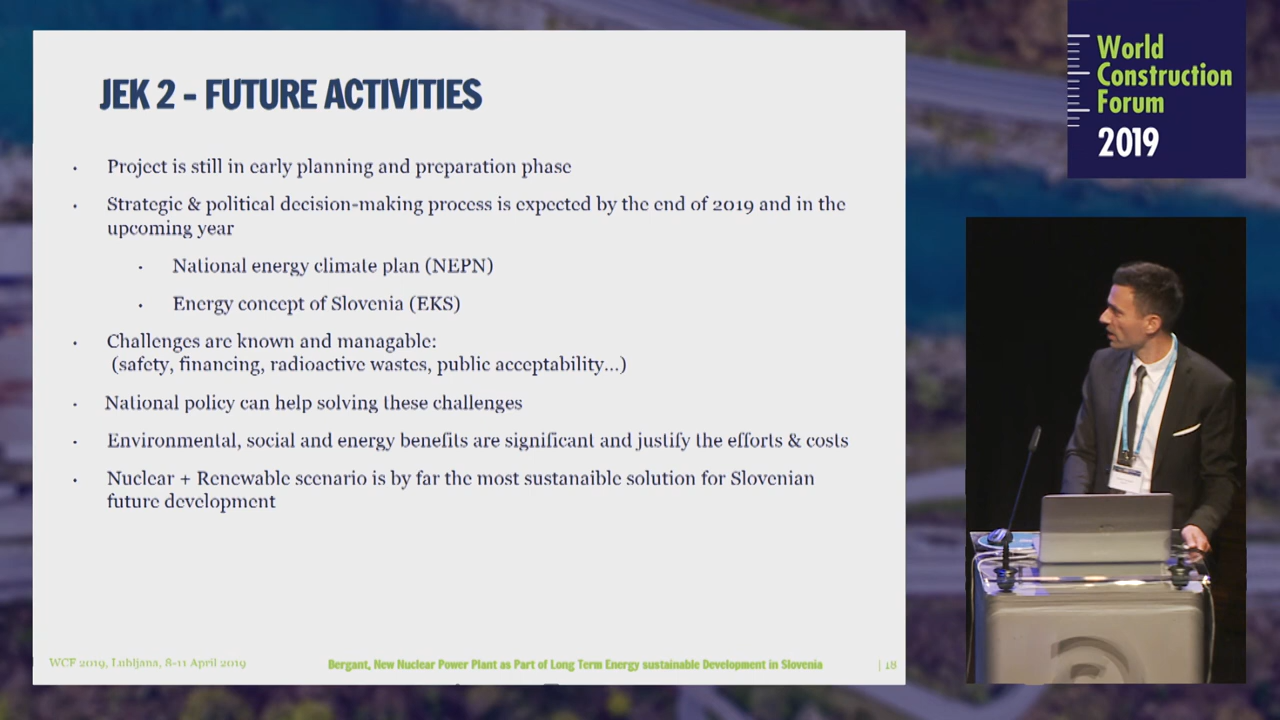 JEK 2 - FUTURE ACTIVITIES
• Project is still in early planning and preparation phase
• Strategic & political decision-making process is expected by the end of 2019 and in the
upcoming year
• National energy climate plan (NEPN)
• Energy concept of Slovenia (EKS)
• Challenges are known and managable:
(safety, financing, radioactive wastes, public acceptability...)
• National policy can help solving these challenges
• Environmental, social and energy benefits are significant and justify the efforts & costs
• Nuclear + Renewable scenario is by far the most sustanaible solution for Slovenian
future development
WCF 2019, Lubljana, 8-11 April 2019
Bergant, New Nuclear Power Plant as Part of Long Term Energy sustainable Development in Slovenia
| 18
World
Construction
Forum
2019